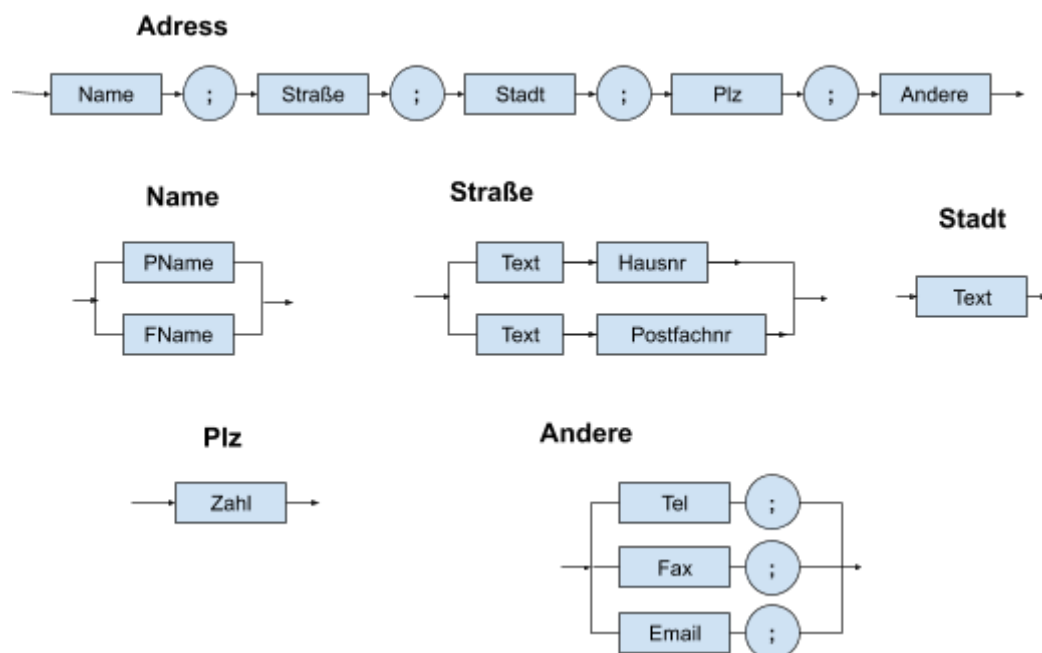 Adress
Name ; Straße ; Stadt ; Plz ; Andere
Name
PName
FName
Straße
Text Hausnr
Text Postfachnr
Stadt
Text
Plz
Zahl
Andere
Tel ;
Fax ;
Email ;